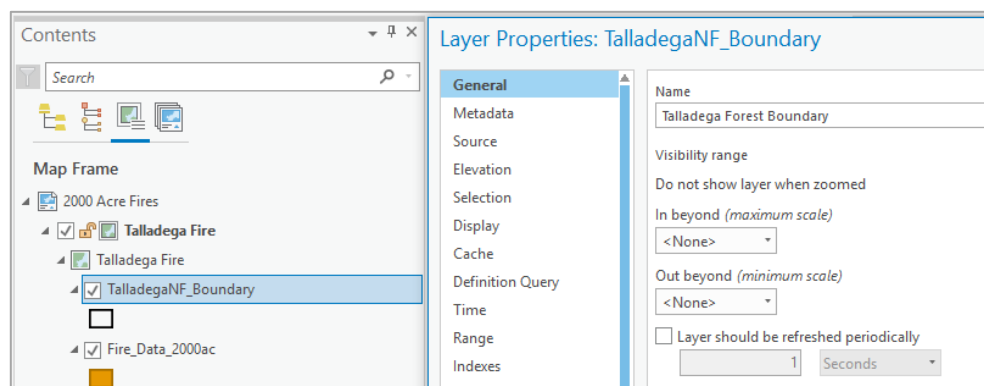 Contents
Search
Map Frame
2000 Acre Fires
Talladega Fire
Talladega Fire
TalladegaNF_Boundary
Fire_Data_2000ac
Layer Properties: TalladegaNF_Boundary
General
Metadata
Source
Elevation
Selection
Display
Cache
Definition Query
Time
Range
Indexes
Name
Talladega Forest Boundary
Visibility range
Do not show layer when zoomed
In beyond (maximum scale)
<None>
Out beyond (minimum scale)
<None>
Layer should be refreshed periodically
1 Seconds